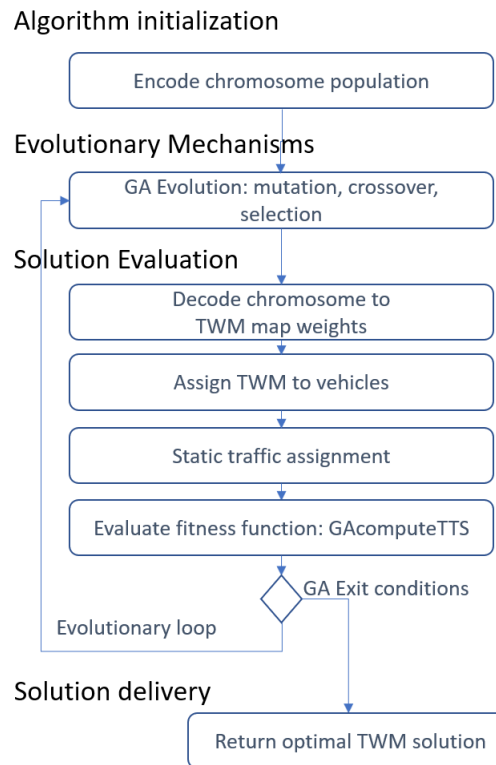 Algorithm initialization
Encode chromosome population
Evolutionary Mechanisms
GA Evolution: mutation, crossover,
selection
Solution Evaluation
Decode chromosome to
TWM map weights
Assign TWM to vehicles
Static traffic assignment
Evaluate fitness function: GAcomputeTTS
GA Exit conditions
Evolutionary loop
Solution delivery
Return optimal TWM solution